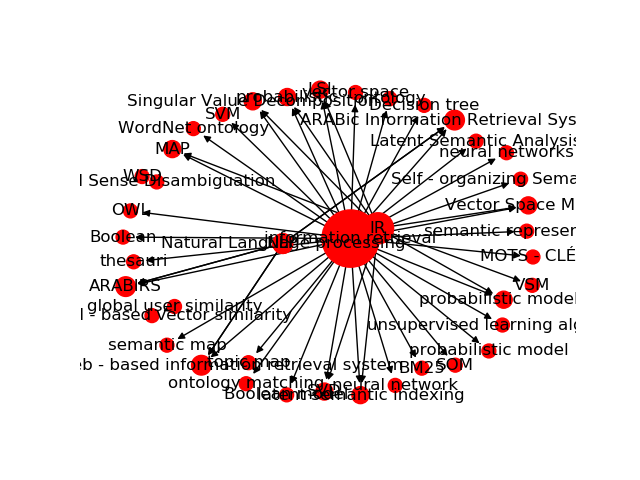 LSI
vector space
probabilistic
ontology
Singular Value Decomposition
Decision tree
SVM
ARABic Information Retrieval Sys
WordNet ontology
Latent Semantic Analysis
MAP
neural networks
WSD
l Sense Disambiguation
Self - organizing Sema
OWL
Vector Space M
IR
semantic represen
Boolean
information retrieval
Natural Language Processing
MOTS - CLÉ
thesauri
ARABIRS
VSM
probabilistic model
global user similarity
l - based Vector similarity
unsupervised learning alg
semantic map
probabilistic model
topic map
eb - based information retrieval system
BM25
SOM
ontology matching
neural network
SVD
Boolean model
latent semantic indexing